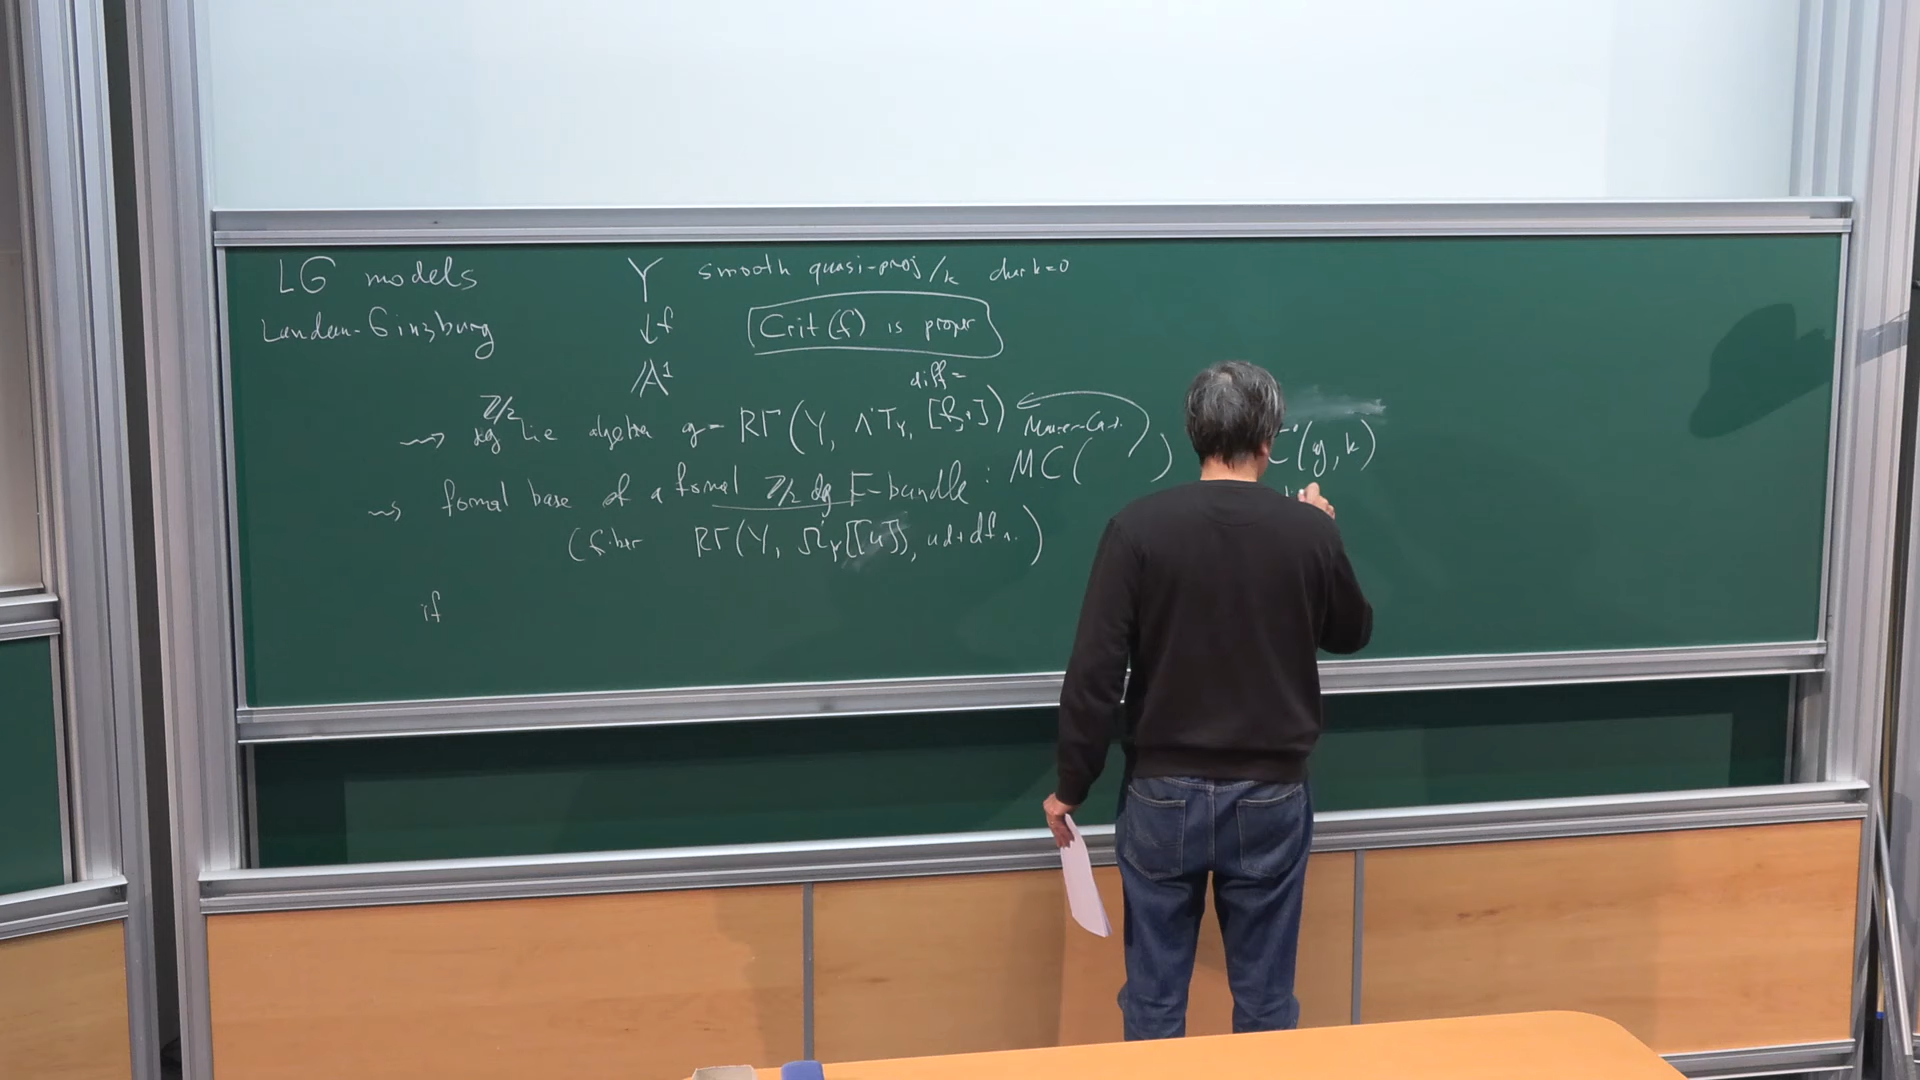 LG models Y smooth quasi-proj/k char k=0
Landau-Ginzburg ↓f Crit(f) is proper
/A¹ diff=
⇝ Z/2 dg Lie algebra g = RΓ(Y, Λ˙T_Y, [f,·]) Maurer-Cart. C˙(g,k)
⇝ formal base of a formal Z/2 dg F-bundle : MC( )
(fiber RΓ(Y, Ω˙_Y[[u]], ud+df∧·)
if